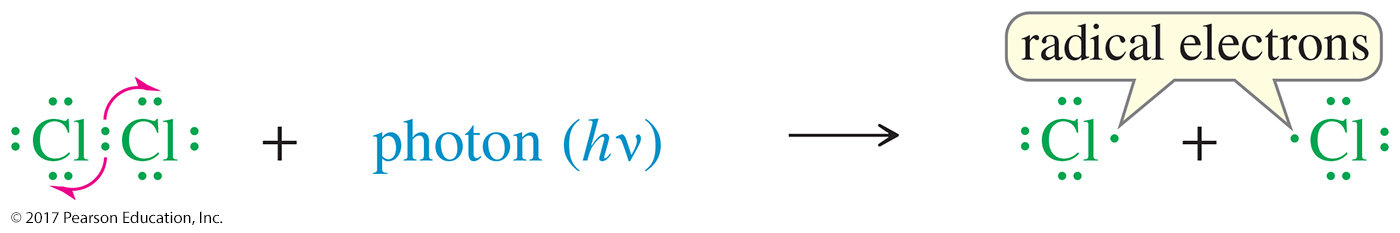 radical electrons
:Cl:Cl: + photon (hν) → :Cl· + ·Cl:
© 2017 Pearson Education, Inc.